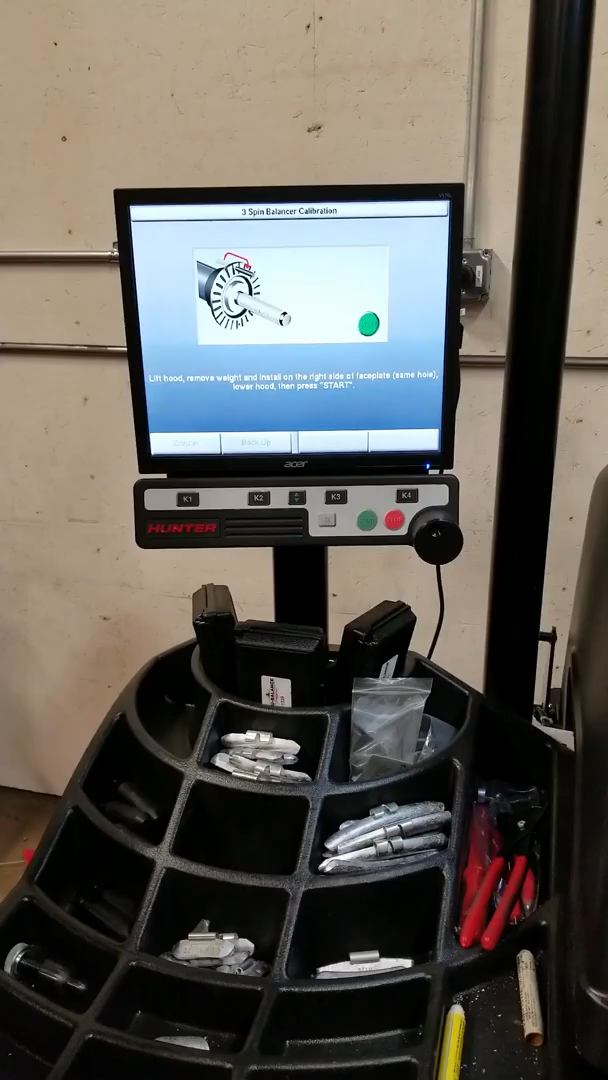 3 Spin Balancer Calibration
Lift hood, remove weight and install on the right side of faceplate (same hole),
lower hood, then press "START".
Cancel
Back Up
acer
K1
K2
K3
K4
HUNTER
STOP